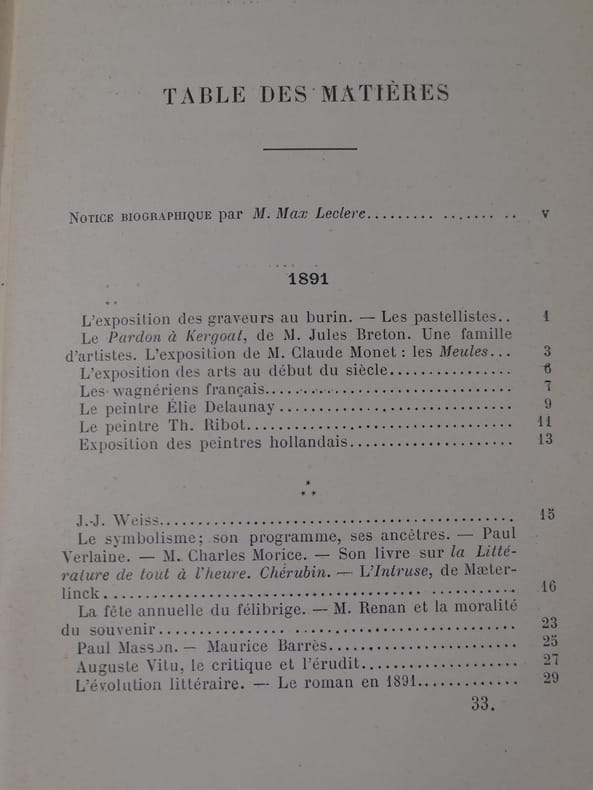 TABLE DES MATIÈRES
NOTICE BIOGRAPHIQUE par M. Max Leclerc......... ....... .. v
1891
L'exposition des graveurs au burin. — Les pastellistes.. 1
Le Pardon à Kergoat, de M. Jules Breton. Une famille
d'artistes. L'exposition de M. Claude Monet : les Meules... 3
L'exposition des arts au début du siècle................ 6
Les wagnériens français................................. 7
Le peintre Élie Delaunay............................... 9
Le peintre Th. Ribot................................... 11
Exposition des peintres hollandais...................... 13
* * *
J.-J. Weiss............................................. 15
Le symbolisme; son programme, ses ancêtres. — Paul
Verlaine. — M. Charles Morice. — Son livre sur la Litté-
rature de tout à l'heure. Chérubin. — L'Intruse, de Mæter-
linck................................................... 16
La fête annuelle du félibrige. — M. Renan et la moralité
du souvenir............................................. 23
Paul Masson. — Maurice Barrès.......................... 25
Auguste Vitu, le critique et l'érudit................... 27
L'évolution littéraire. — Le roman en 1891............. 29
33.